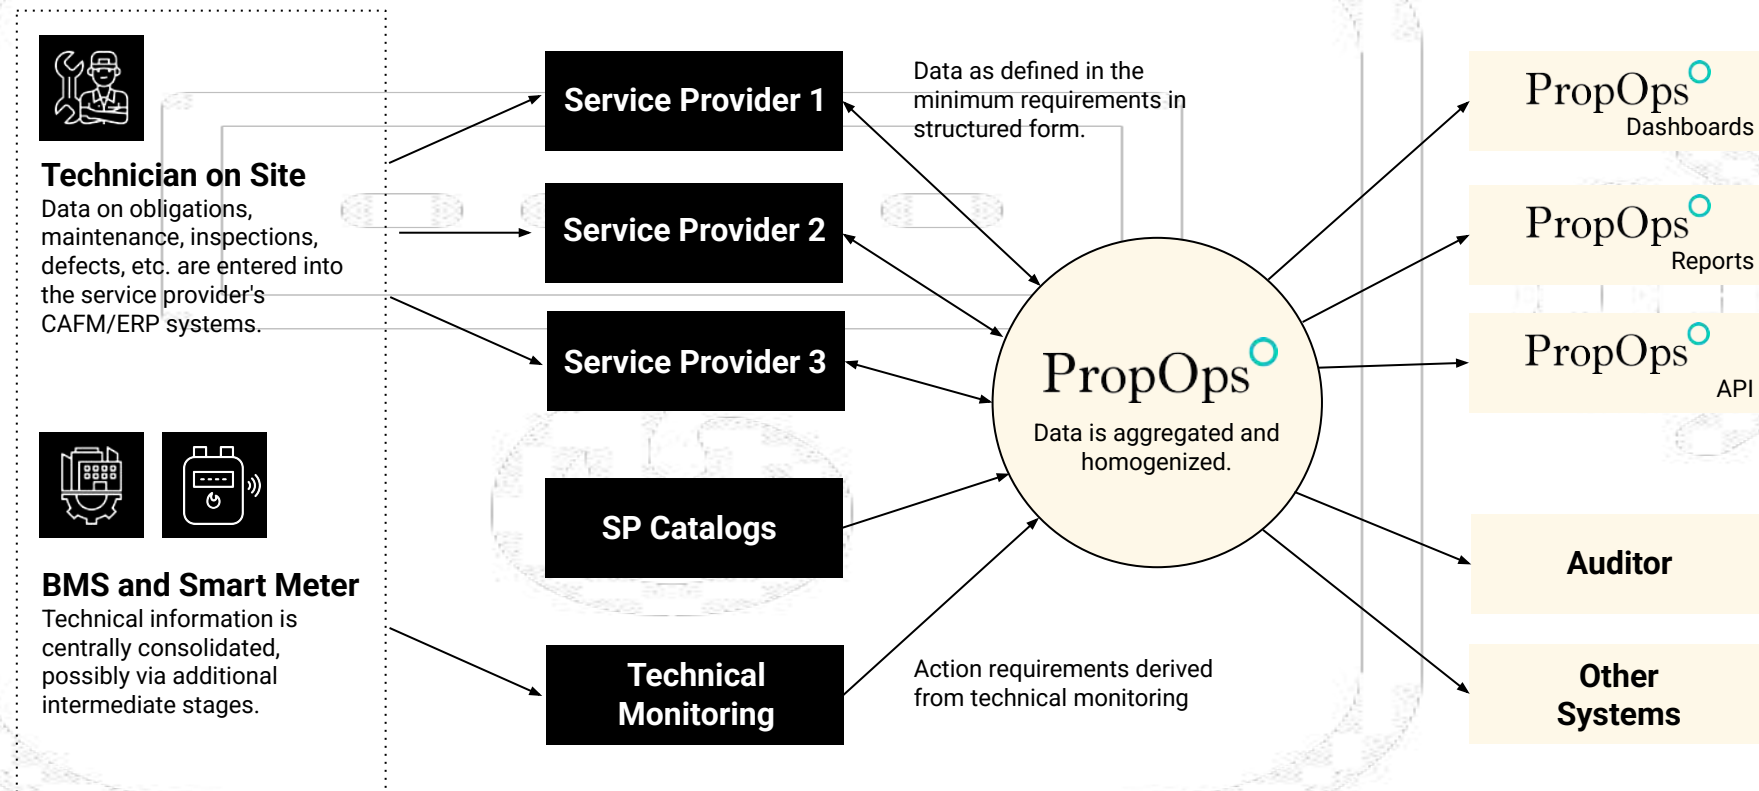 Technician on Site
Data on obligations,
maintenance, inspections,
defects, etc. are entered into
the service provider's
CAFM/ERP systems.
BMS and Smart Meter
Technical information is
centrally consolidated,
possibly via additional
intermediate stages.
Service Provider 1
Service Provider 2
Service Provider 3
SP Catalogs
Technical
Monitoring
Data as defined in the
minimum requirements in
structured form.
PropOps
Data is aggregated and
homogenized.
Action requirements derived
from technical monitoring
PropOps
Dashboards
PropOps
Reports
PropOps
API
Auditor
Other
Systems